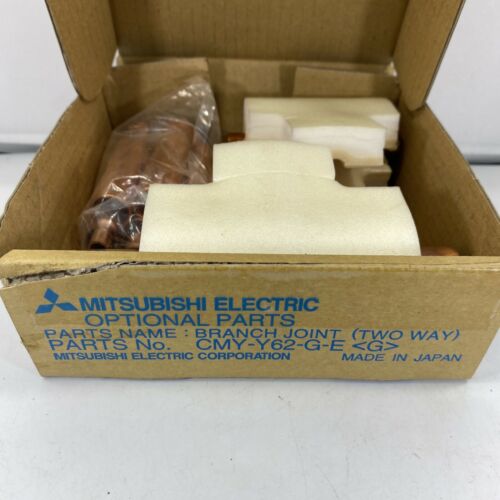 MITSUBISHI ELECTRIC
OPTIONAL PARTS
PARTS NAME : BRANCH JOINT (TWO WAY)
PARTS No. CMY-Y62-G-E <G>
MITSUBISHI ELECTRIC CORPORATION MADE IN JAPAN